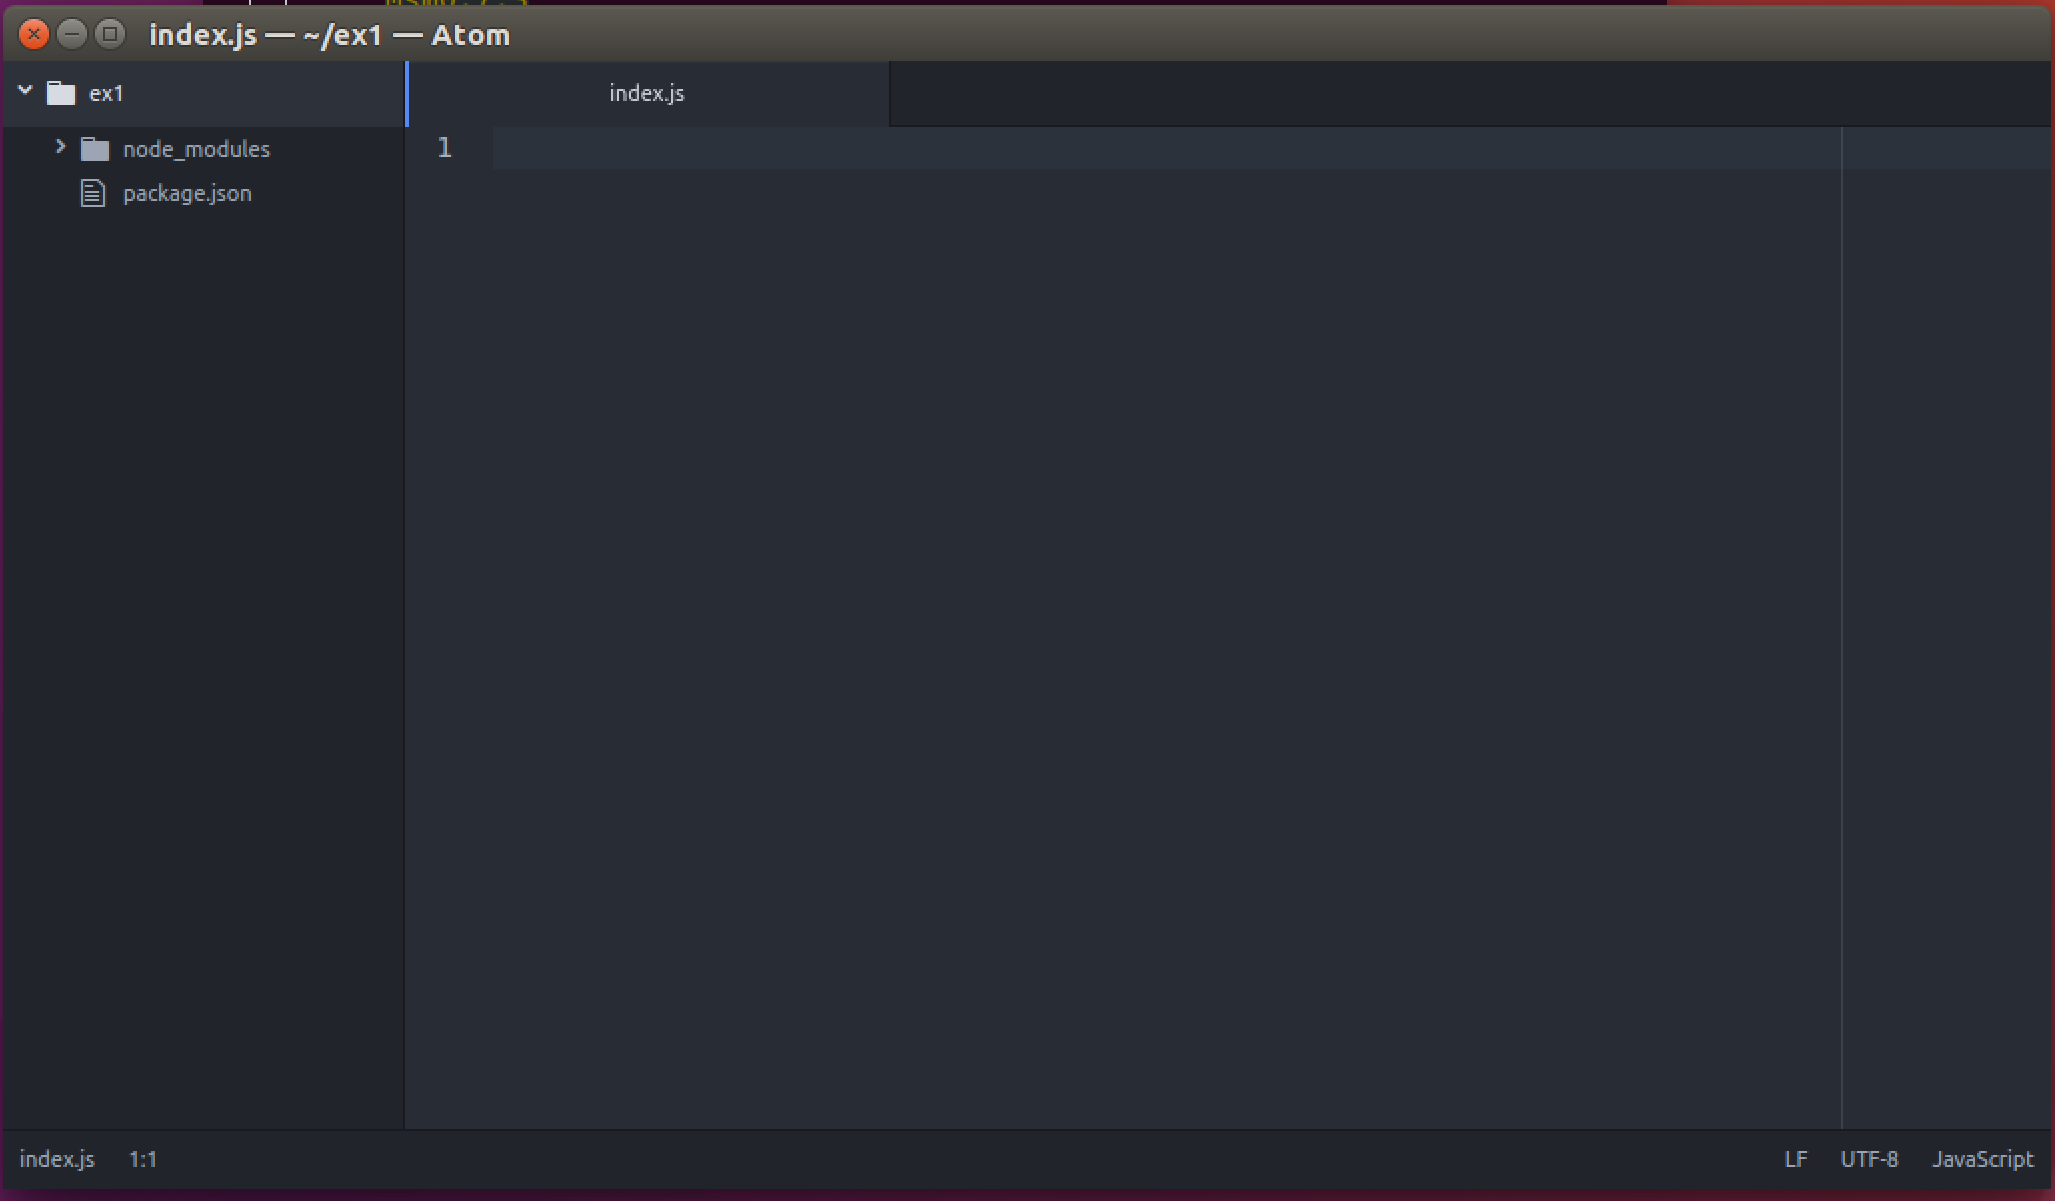 index.js — ~/ex1 — Atom
ex1
node_modules
package.json
index.js
1
index.js 1:1 LF UTF-8 JavaScript